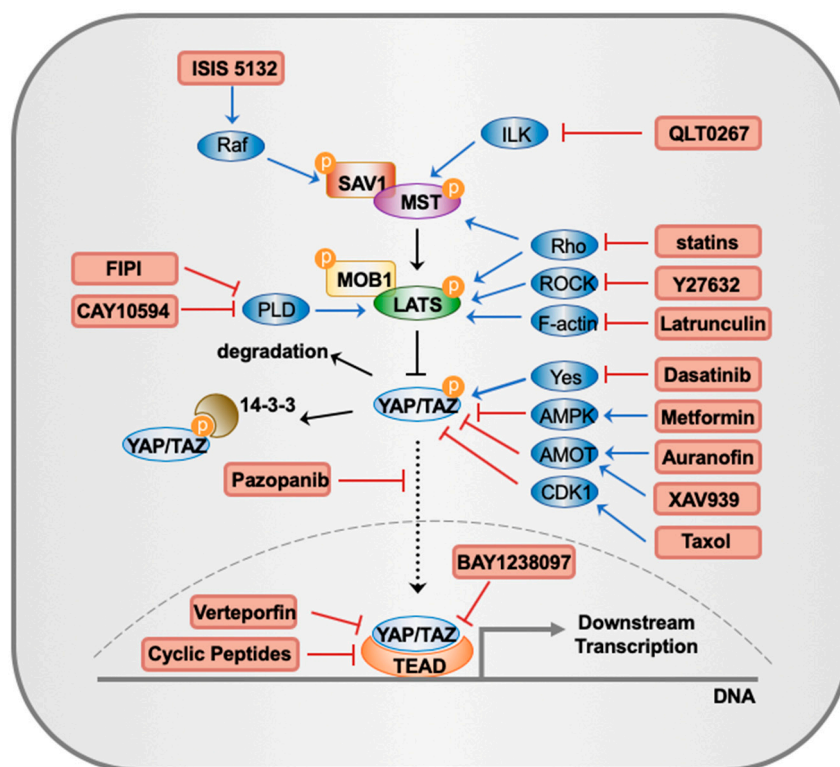 ISIS 5132
Raf
ILK
QLT0267
P
SAV1
P
MST
Rho
statins
FIPI
P
MOB1
P
LATS
ROCK
Y27632
CAY10594
PLD
F-actin
Latrunculin
degradation
P
YAP/TAZ
Yes
Dasatinib
14-3-3
AMPK
Metformin
P
YAP/TAZ
AMOT
Auranofin
Pazopanib
CDK1
XAV939
Taxol
BAY1238097
Verteporfin
YAP/TAZ
Downstream
Transcription
Cyclic Peptides
TEAD
DNA